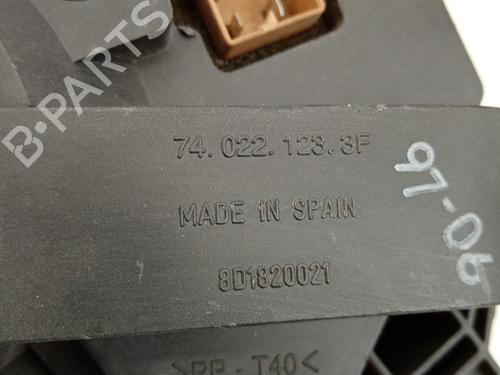 B-PARTS
74.022.123.3F
MADE IN SPAIN
8D1820021
97-06
>PP-T40<